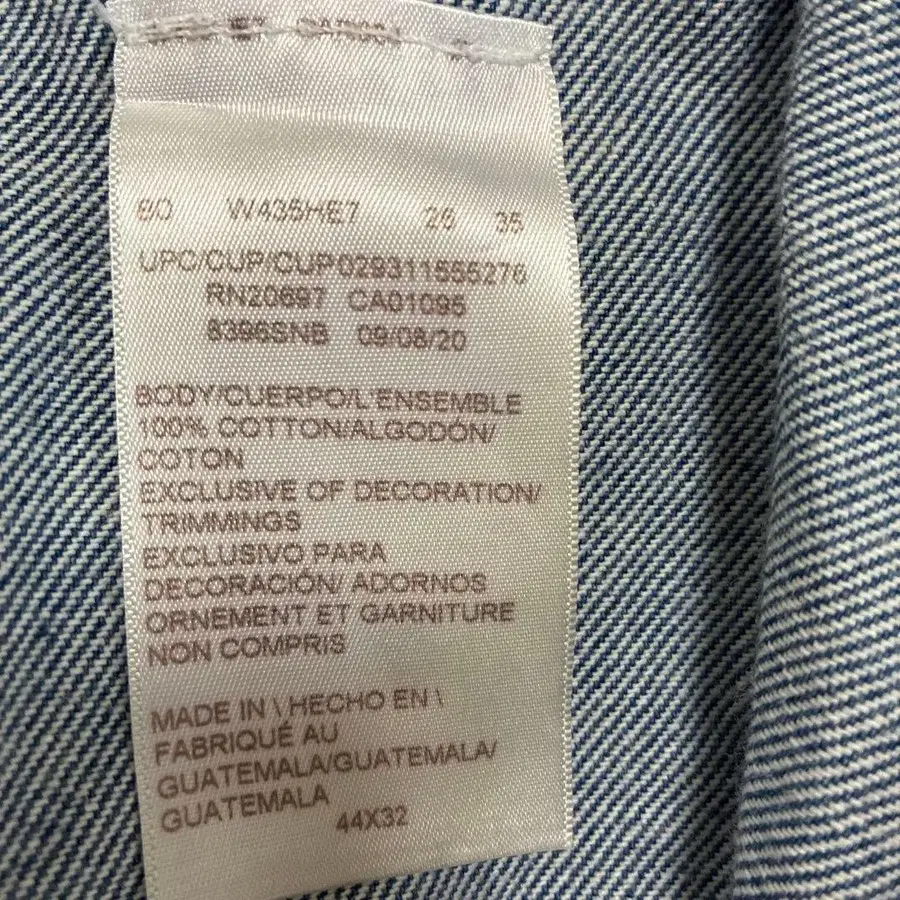 80 W435HE7 26 35
UPC/CUP/CUP029311555276
RN20697 CA01095
8396SNB 09/08/20
BODY/CUERPO/L'ENSEMBLE
100% COTTON/ALGODÓN/
COTON
EXCLUSIVE OF DECORATION/
TRIMMINGS
EXCLUSIVO PARA
DECORACIÓN/ ADORNOS
ORNEMENT ET GARNITURE
NON COMPRIS
MADE IN \ HECHO EN \
FABRIQUÉ AU
GUATEMALA/GUATEMALA/
GUATEMALA
44X32